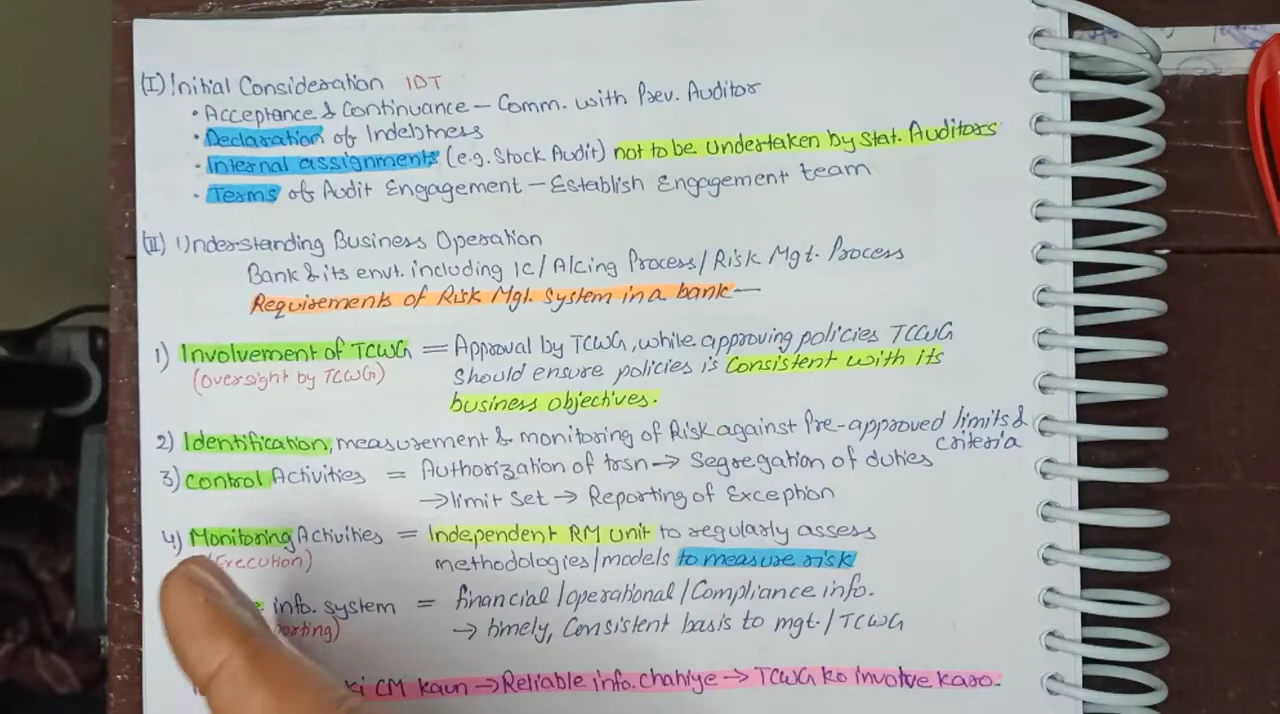 (I) Initial Consideration IDT
• Acceptance & Continuance – Comm. with Prev. Auditor
• Declaration of Indebtness
• Internal assignments (e.g. Stock Audit) not to be undertaken by Stat. Auditors
• Terms of Audit Engagement – Establish Engagement team
(II) Understanding Business Operation
Bank & its envt. including IC/A/cing Process/Risk Mgt. Process
Requirements of Risk Mgt. System in a bank —
1) Involvement of TCWG = Approval by TCWG, while approving policies TCWG
(Oversight by TCWG) should ensure policies is Consistent with its
business objectives.
2) Identification, measurement & monitoring of Risk against Pre-approved limits &
criteria
3) Control Activities = Authorization of trsn → Segregation of duties
→ limit Set → Reporting of Exception
4) Monitoring Activities = Independent RM unit to regularly assess
(Execution) methodologies/models to measure risk
info. system = financial/operational/Compliance info.
orting) → timely, Consistent basis to mgt./TCWG
ki CM kaun → Reliable info. chahiye → TCWG ko involve karo.